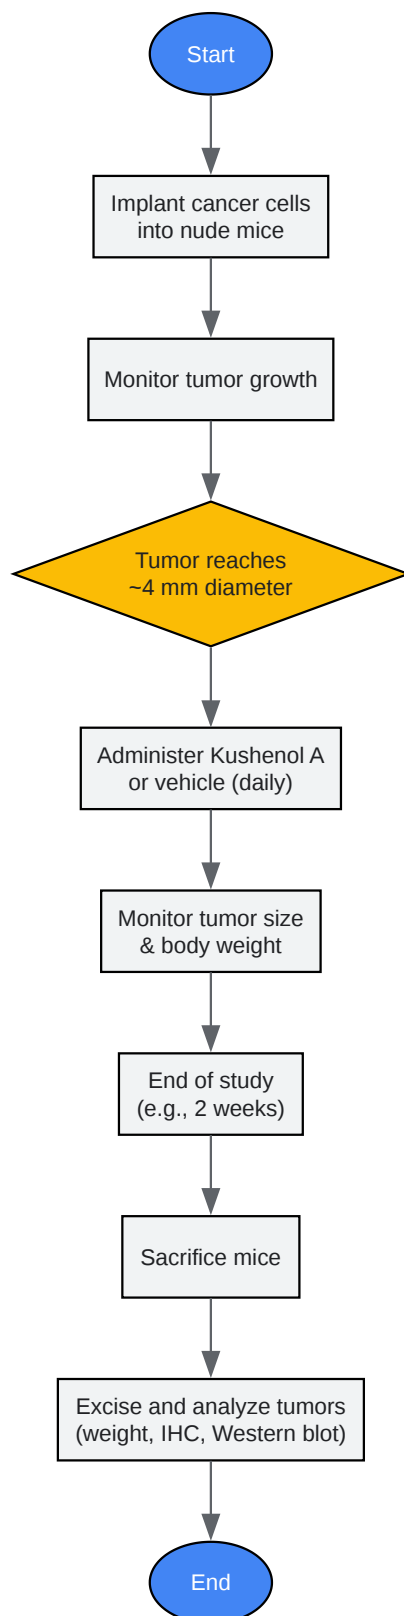 Start
Implant cancer cells
into nude mice
Monitor tumor growth
Tumor reaches
~4 mm diameter
Administer Kushenol A
or vehicle (daily)
Monitor tumor size
& body weight
End of study
(e.g., 2 weeks)
Sacrifice mice
Excise and analyze tumors
(weight, IHC, Western blot)
End